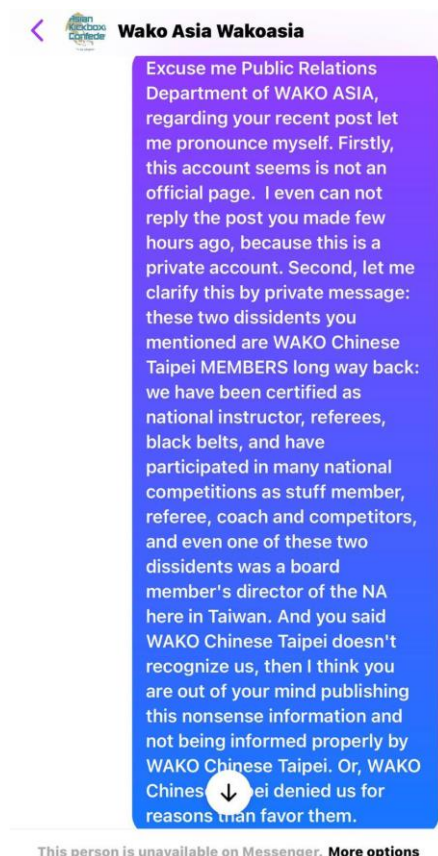 Asian
Kickboxi
Confede
Wako Asia Wakoasia
Excuse me Public Relations
Department of WAKO ASIA,
regarding your recent post let
me pronounce myself. Firstly,
this account seems is not an
official page.  I even can not
reply the post you made few
hours ago, because this is a
private account. Second, let me
clarify this by private message:
these two dissidents you
mentioned are WAKO Chinese
Taipei MEMBERS long way back:
we have been certified as
national instructor, referees,
black belts, and have
participated in many national
competitions as stuff member,
referee, coach and competitors,
and even one of these two
dissidents was a board
member's director of the NA
here in Taiwan. And you said
WAKO Chinese Taipei doesn't
recognize us, then I think you
are out of your mind publishing
this nonsense information and
not being informed properly by
WAKO Chinese Taipei. Or, WAKO
Chines ei denied us for
reasons than favor them.
This person is unavailable on Messenger. More options